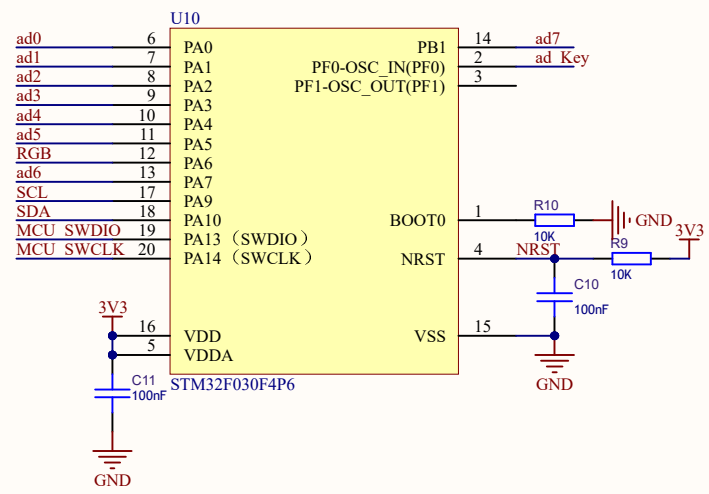 U10
ad0 6 PA0 PB1 14 ad7
ad1 7 PA1 PF0-OSC_IN(PF0) 2 ad_Key
ad2 8 PA2 PF1-OSC_OUT(PF1) 3
ad3 9 PA3
ad4 10 PA4
ad5 11 PA5
RGB 12 PA6
ad6 13 PA7
SCL 17 PA9
SDA 18 PA10 BOOT0 1 R10 10K GND
MCU_SWDIO 19 PA13（SWDIO）
MCU_SWCLK 20 PA14（SWCLK） NRST 4 NRST R9 10K 3V3
C10
100nF
3V3
16 VDD VSS 15
5 VDDA
GND
C11
100nF
STM32F030F4P6
GND